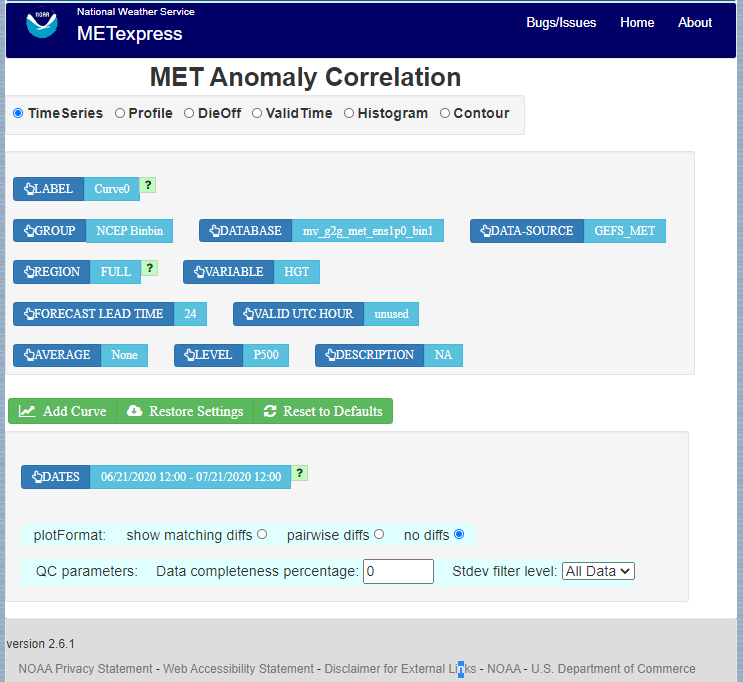 NOAA
National Weather Service
METexpress
Bugs/Issues Home About
MET Anomaly Correlation
TimeSeries Profile DieOff ValidTime Histogram Contour
LABEL Curve0 ?
GROUP NCEP Binbin DATABASE mv_g2g_met_ens1p0_bin1 DATA-SOURCE GEFS_MET
REGION FULL ? VARIABLE HGT
FORECAST LEAD TIME 24 VALID UTC HOUR unused
AVERAGE None LEVEL P500 DESCRIPTION NA
Add Curve Restore Settings Reset to Defaults
DATES 06/21/2020 12:00 - 07/21/2020 12:00 ?
plotFormat: show matching diffs pairwise diffs no diffs
QC parameters: Data completeness percentage: 0 Stdev filter level: All Data
version 2.6.1
NOAA Privacy Statement - Web Accessibility Statement - Disclaimer for External Links - NOAA - U.S. Department of Commerce